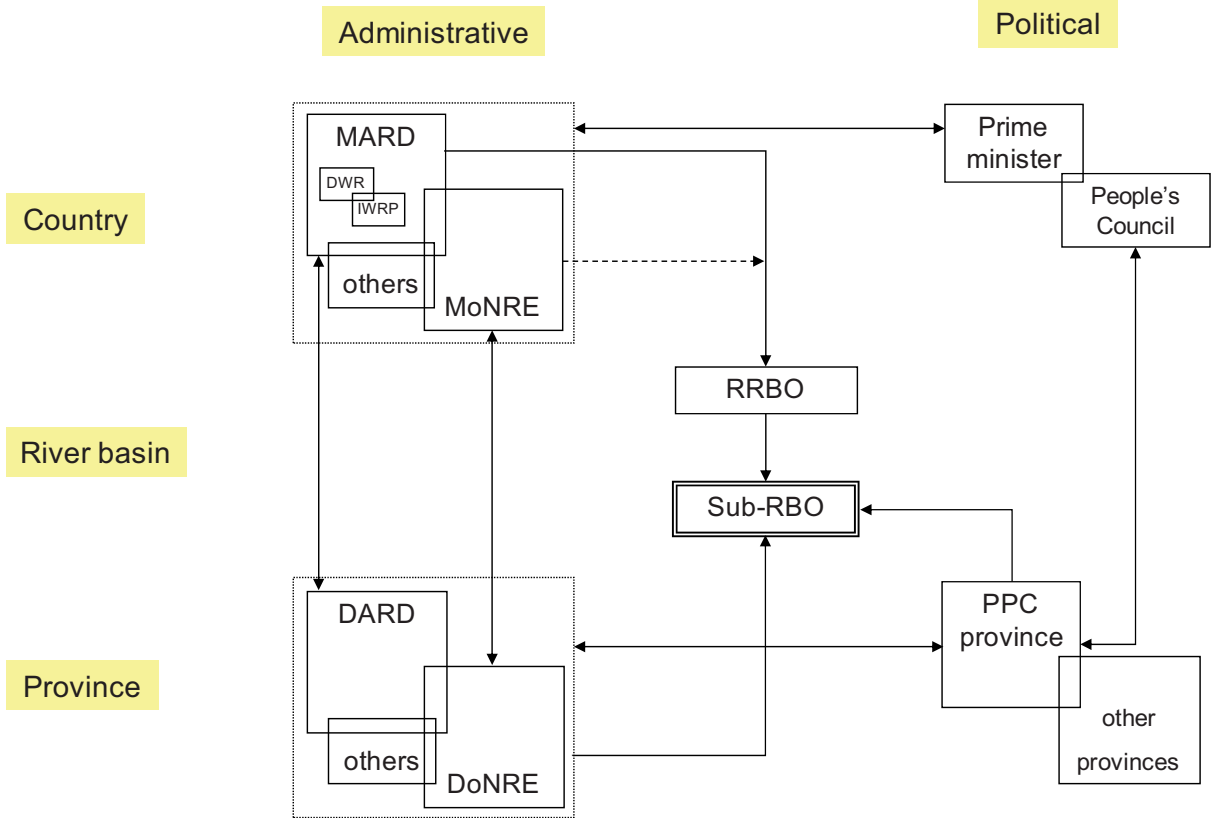 Administrative
Political
Country
MARD
DWR
IWRP
others
MoNRE
Prime
minister
People's
Council
River basin
RRBO
Sub-RBO
Province
DARD
others
DoNRE
PPC
province
other
provinces